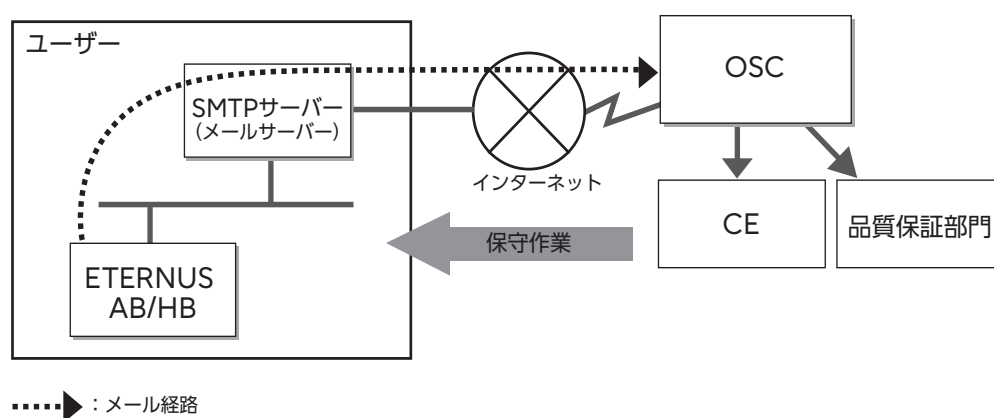 ユーザー
SMTPサーバー
（メールサーバー）
インターネット
OSC
CE
品質保証部門
保守作業
ETERNUS
AB/HB
：メール経路